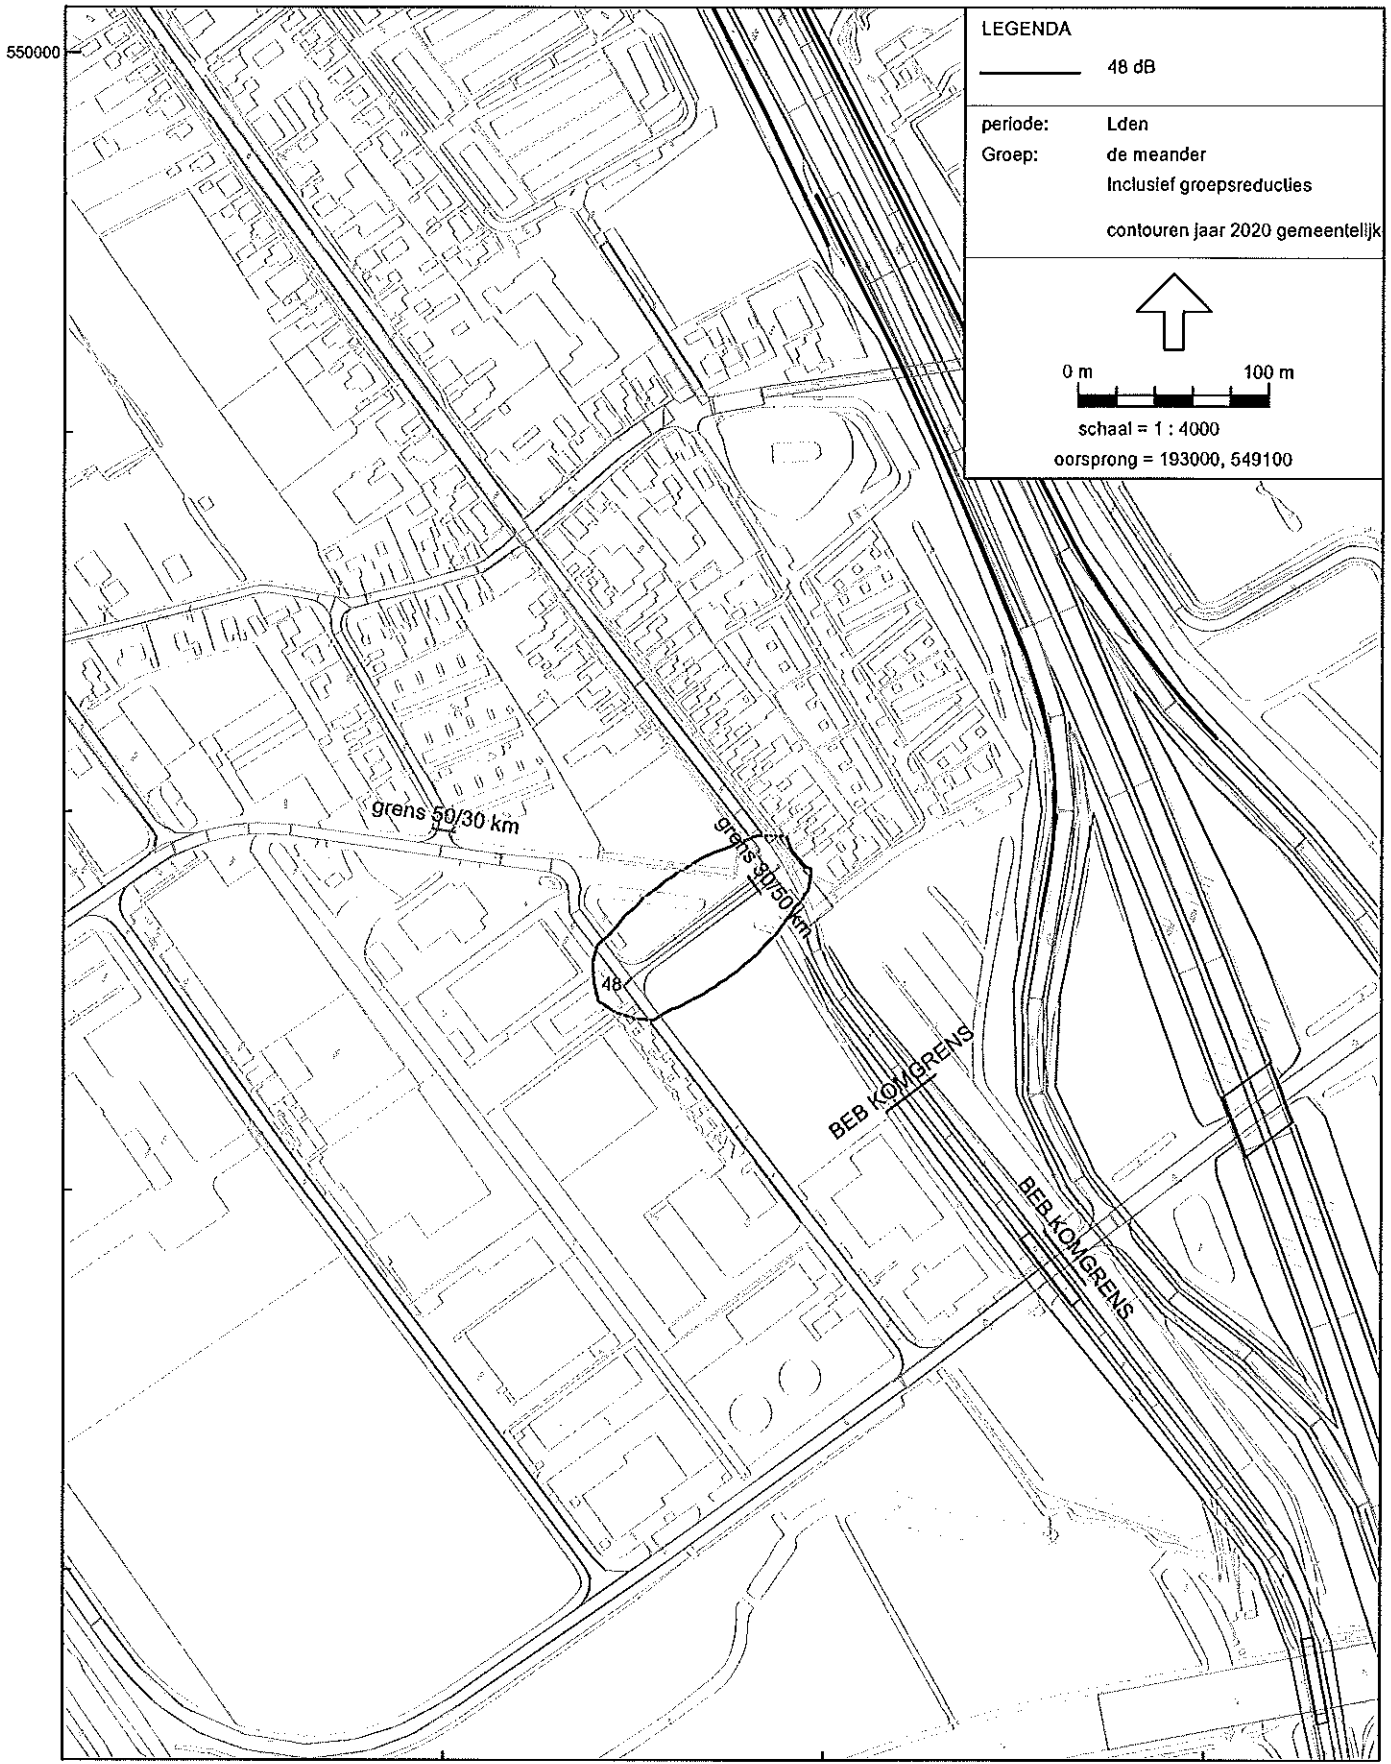 550000
LEGENDA
48 dB
periode: Lden
Groep: de meander
Inclusief groepsreducties
contouren jaar 2020 gemeentelijk
0 m 100 m
schaal = 1 : 4000
oorsprong = 193000, 549100
grens 50/30 km
grens 30/50 km
48
BEB KOMGRENS
BEB KOMGRENS